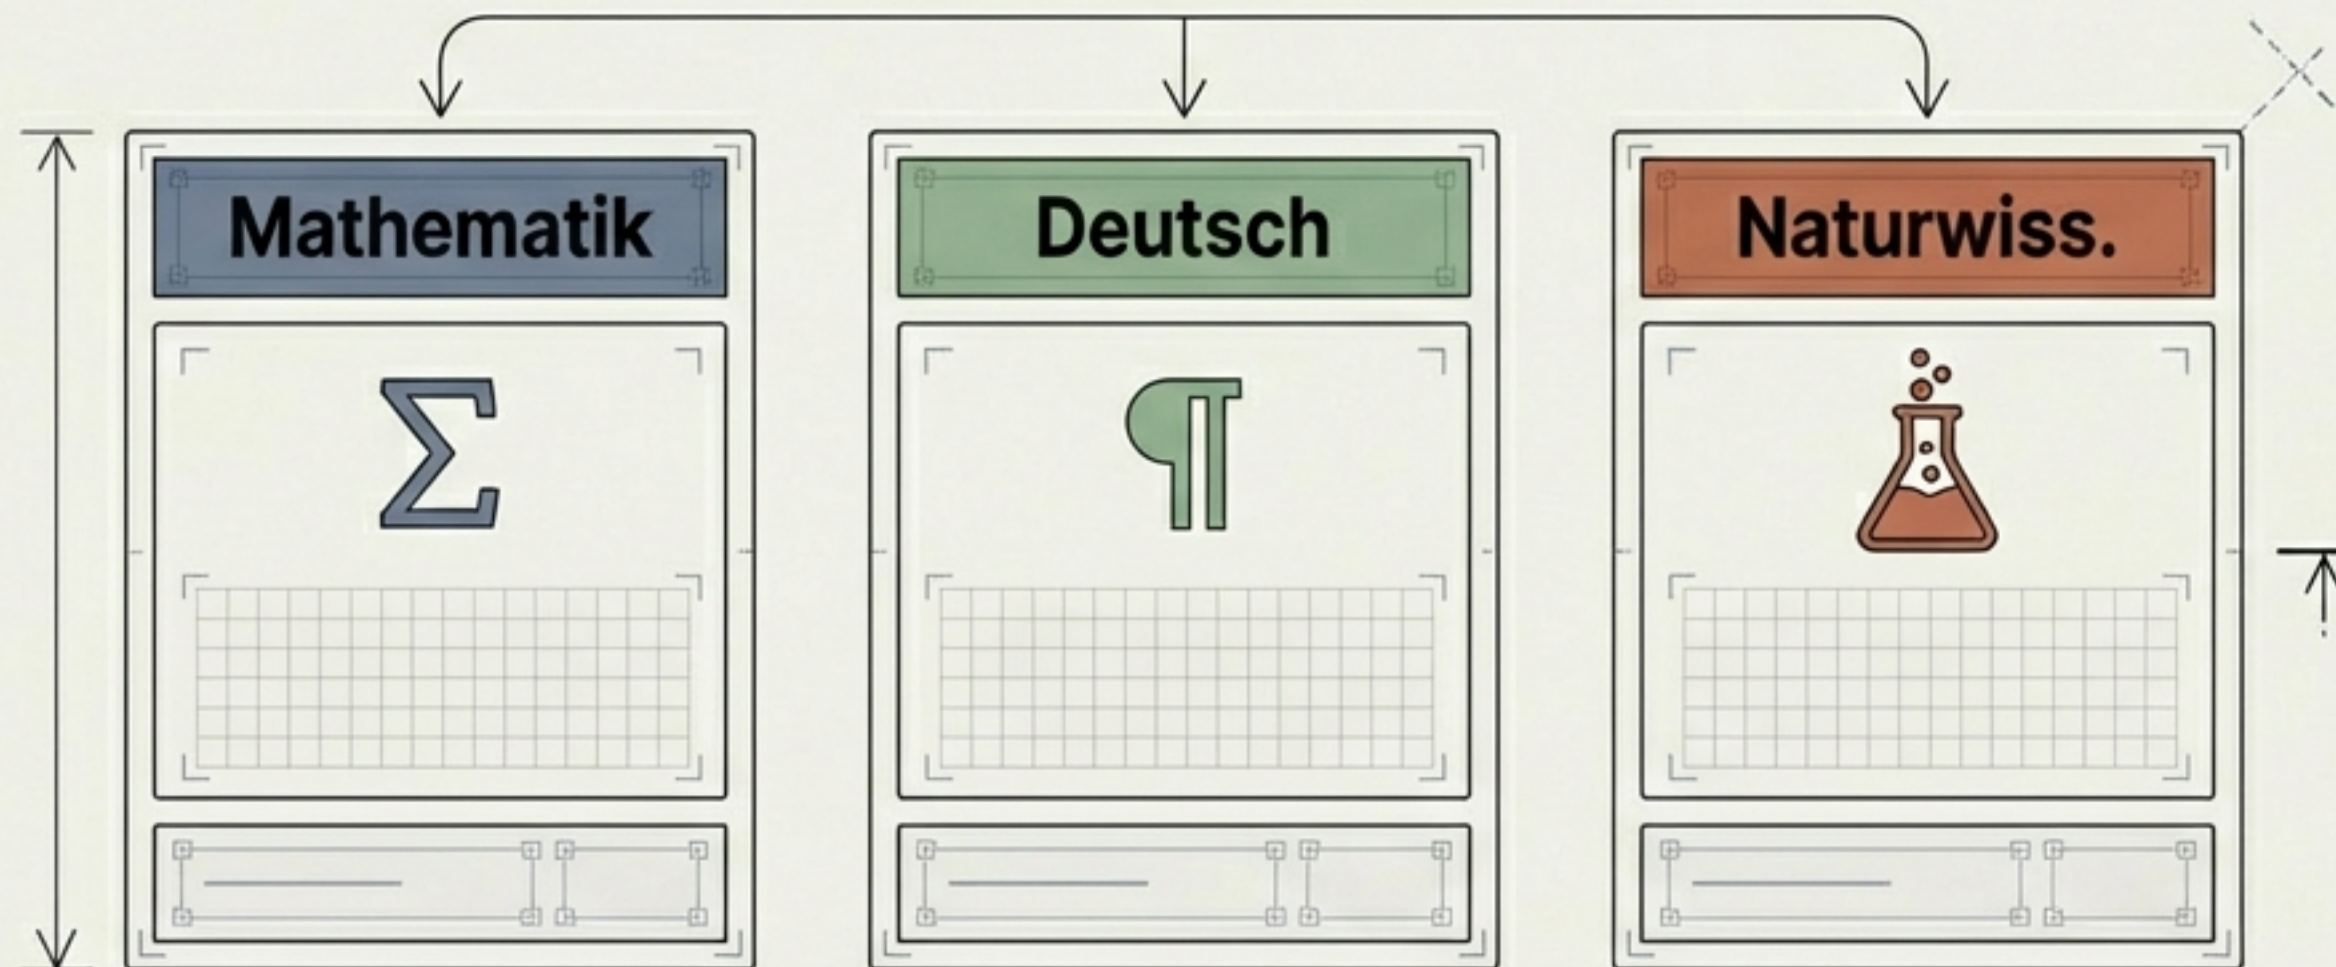 Mathematik
Deutsch
Naturwiss.
Σ
¶